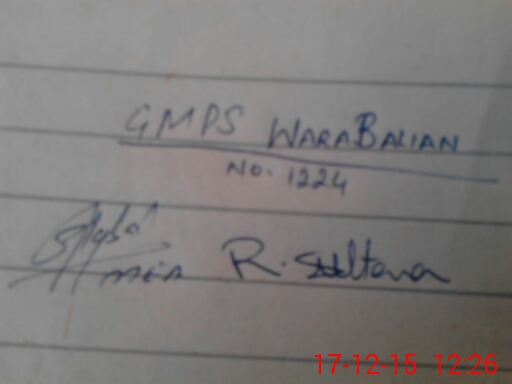 GMPS WARABALIAN
No. 1224
R. Sultana
17-12-15 12:26